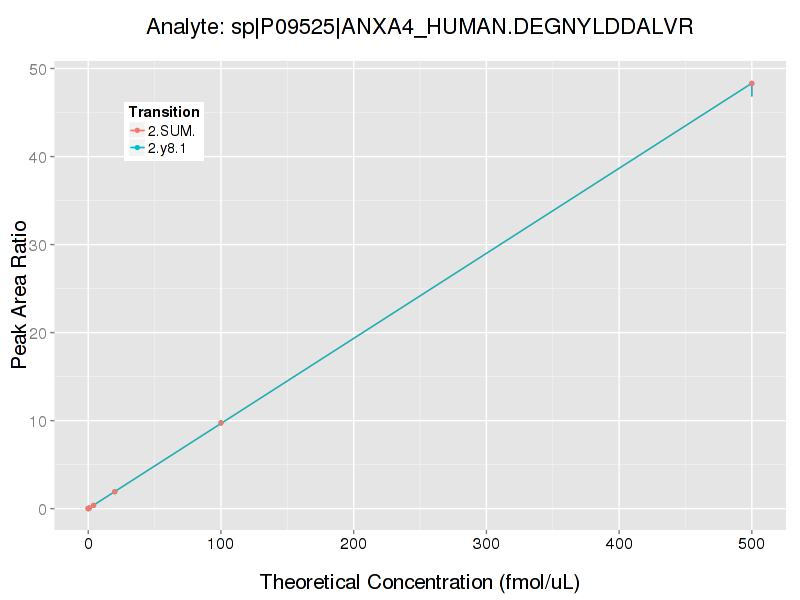 Analyte: sp|P09525|ANXA4_HUMAN.DEGNYLDDALVR
Transition
2.SUM.
2.y8.1
Peak Area Ratio
50
40
30
20
10
0
0 100 200 300 400 500
Theoretical Concentration (fmol/uL)